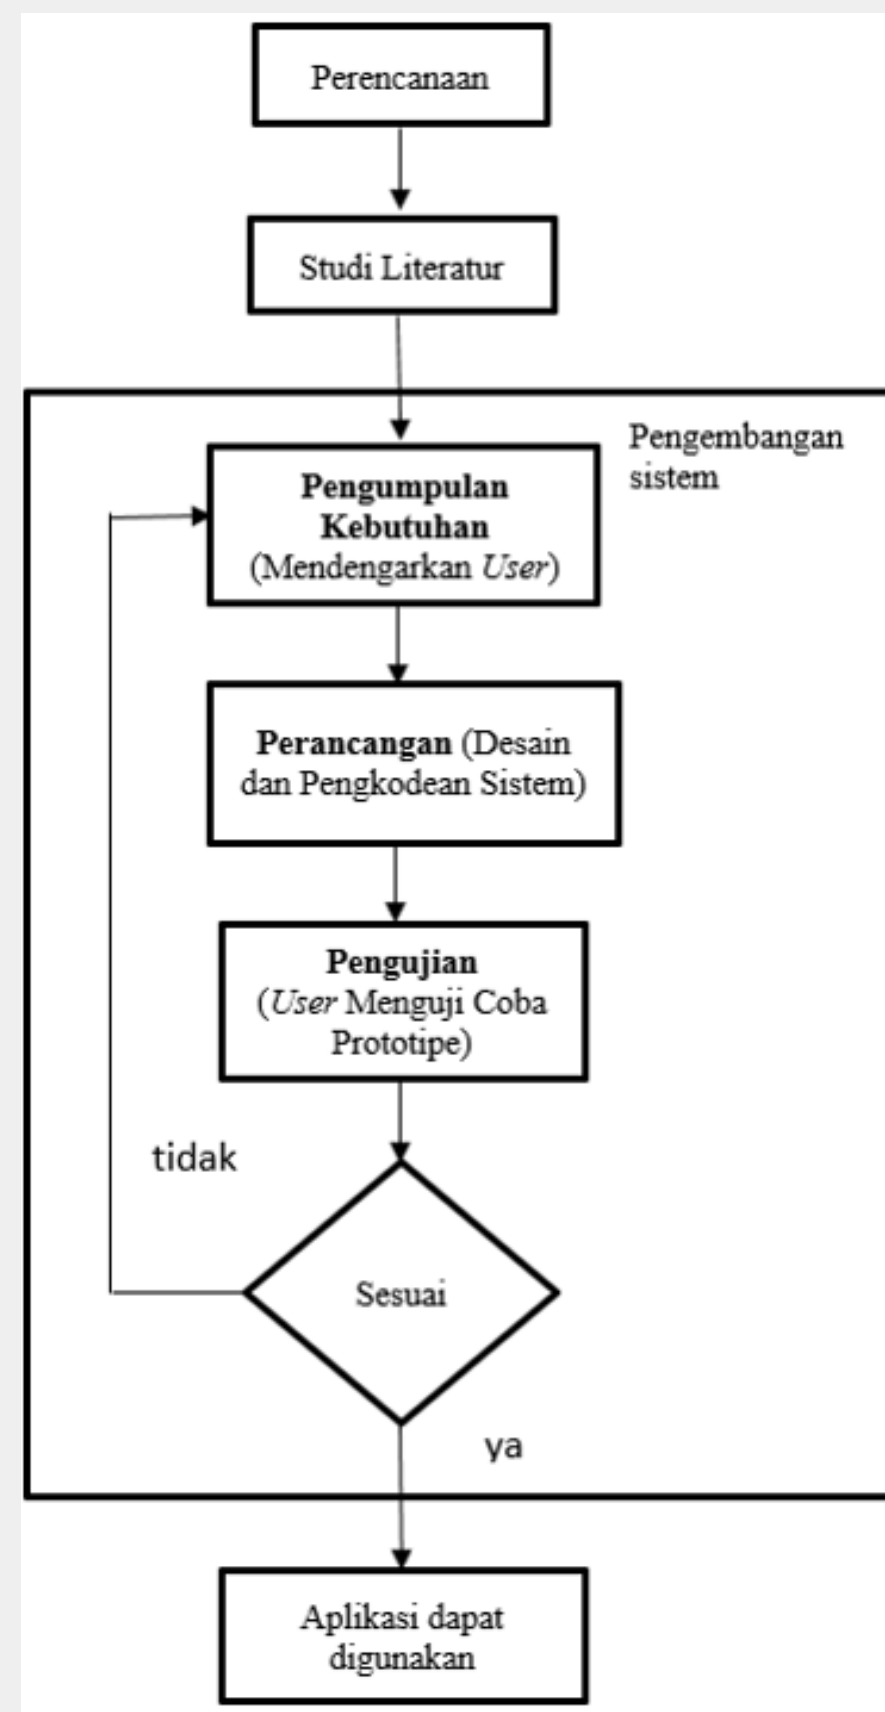 Perencanaan
Studi Literatur
Pengembangan
sistem
Pengumpulan
Kebutuhan
(Mendengarkan User)
Perancangan (Desain
dan Pengkodean Sistem)
Pengujian
(User Menguji Coba
Prototipe)
tidak
Sesuai
ya
Aplikasi dapat
digunakan